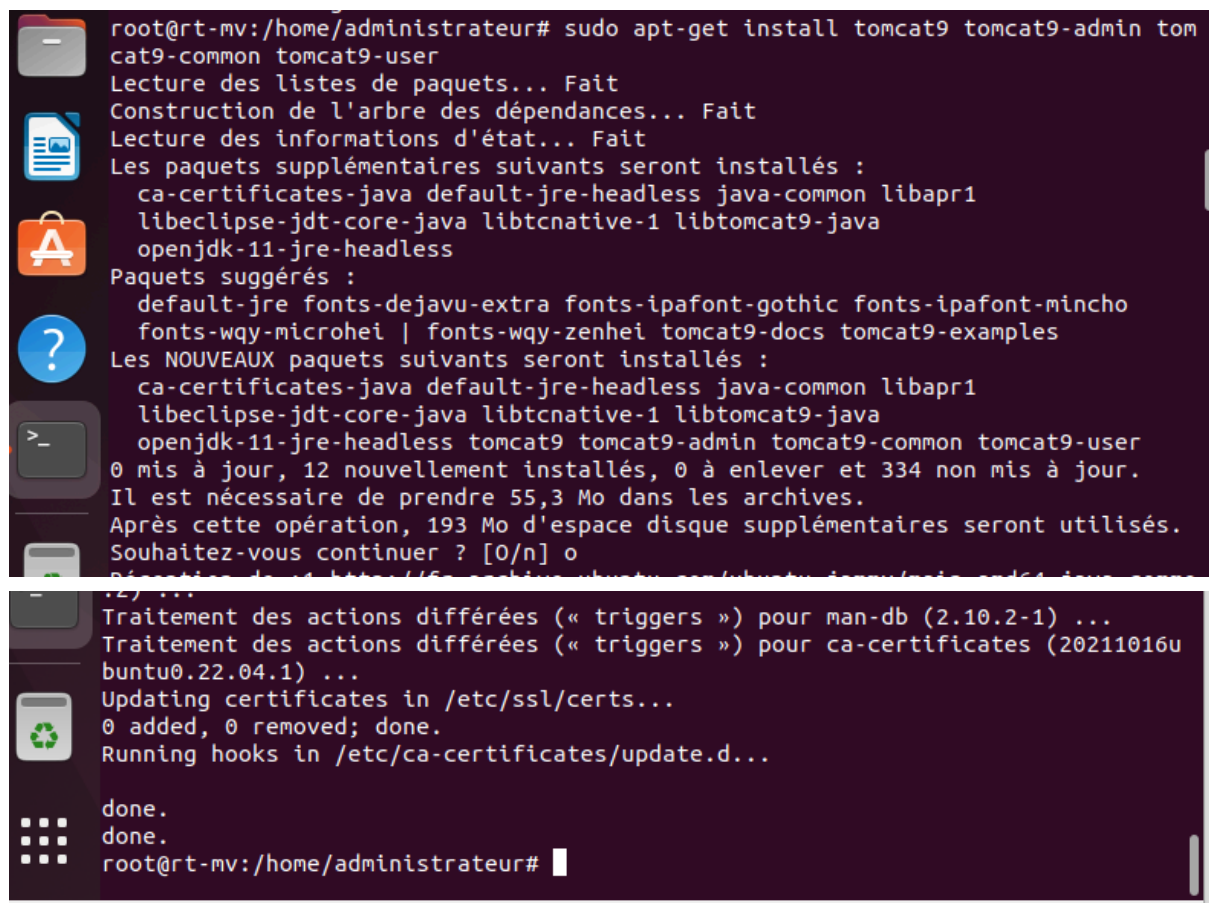 root@rt-mv:/home/administrateur# sudo apt-get install tomcat9 tomcat9-admin tom
cat9-common tomcat9-user
Lecture des listes de paquets... Fait
Construction de l'arbre des dépendances... Fait
Lecture des informations d'état... Fait
Les paquets supplémentaires suivants seront installés :
  ca-certificates-java default-jre-headless java-common libapr1
  libeclipse-jdt-core-java libtcnative-1 libtomcat9-java
  openjdk-11-jre-headless
Paquets suggérés :
  default-jre fonts-dejavu-extra fonts-ipafont-gothic fonts-ipafont-mincho
  fonts-wqy-microhei | fonts-wqy-zenhei tomcat9-docs tomcat9-examples
Les NOUVEAUX paquets suivants seront installés :
  ca-certificates-java default-jre-headless java-common libapr1
  libeclipse-jdt-core-java libtcnative-1 libtomcat9-java
  openjdk-11-jre-headless tomcat9 tomcat9-admin tomcat9-common tomcat9-user
0 mis à jour, 12 nouvellement installés, 0 à enlever et 334 non mis à jour.
Il est nécessaire de prendre 55,3 Mo dans les archives.
Après cette opération, 193 Mo d'espace disque supplémentaires seront utilisés.
Souhaitez-vous continuer ? [O/n] o
.2) ...
Traitement des actions différées (« triggers ») pour man-db (2.10.2-1) ...
Traitement des actions différées (« triggers ») pour ca-certificates (20211016u
buntu0.22.04.1) ...
Updating certificates in /etc/ssl/certs...
0 added, 0 removed; done.
Running hooks in /etc/ca-certificates/update.d...
done.
done.
root@rt-mv:/home/administrateur#